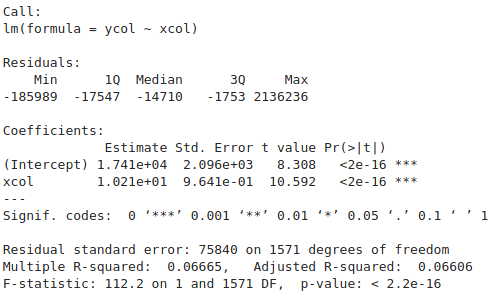 Call:
lm(formula = ycol ~ xcol)
Residuals:
    Min      1Q  Median      3Q     Max
-185989  -17547  -14710   -1753 2136236
Coefficients:
             Estimate Std. Error t value Pr(>|t|)
(Intercept) 1.741e+04  2.096e+03   8.308   <2e-16 ***
xcol        1.021e+01  9.641e-01  10.592   <2e-16 ***
---
Signif. codes:  0 ‘***’ 0.001 ‘**’ 0.01 ‘*’ 0.05 ‘.’ 0.1 ‘ ’ 1
Residual standard error: 75840 on 1571 degrees of freedom
Multiple R-squared:  0.06665,   Adjusted R-squared:  0.06606
F-statistic: 112.2 on 1 and 1571 DF,  p-value: < 2.2e-16